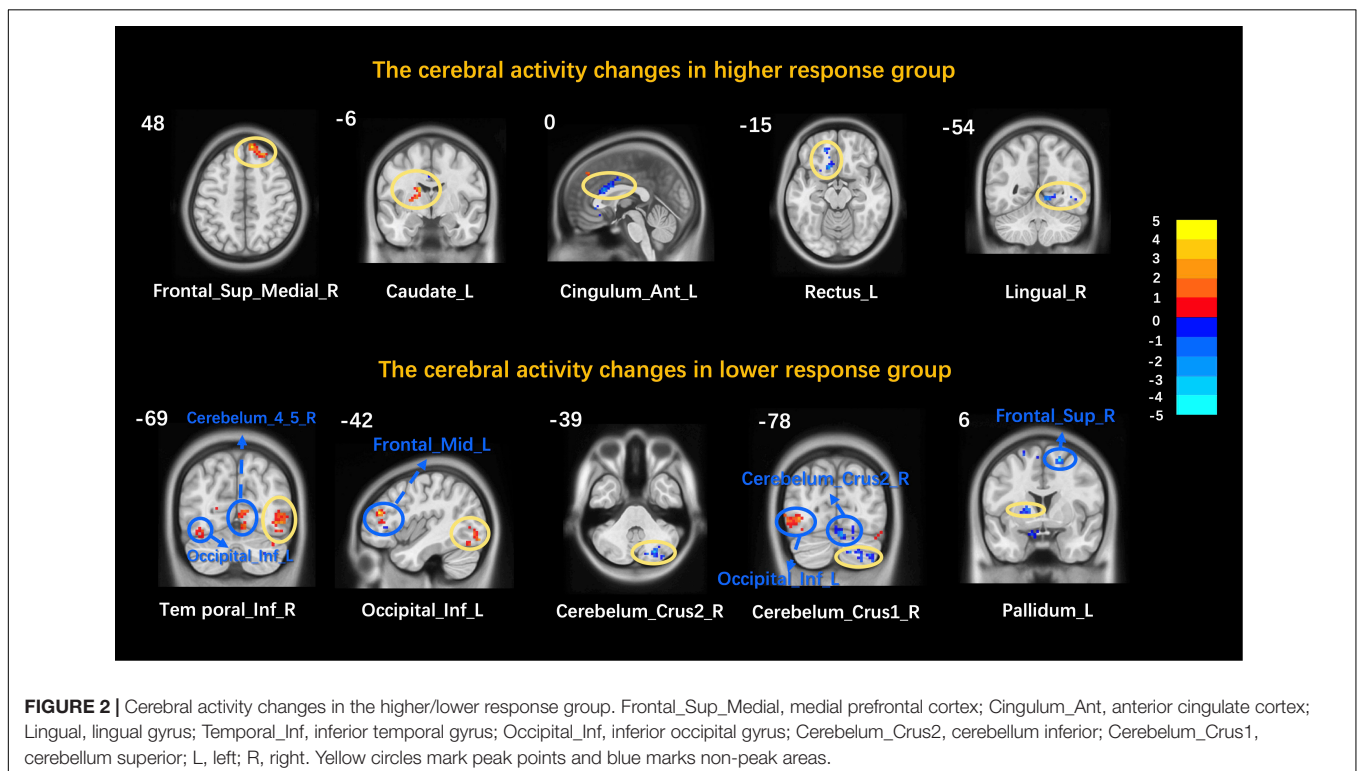 The cerebral activity changes in higher response group
48
-6
0
-15
-54
Frontal_Sup_Medial_R
Caudate_L
Cingulum_Ant_L
Rectus_L
Lingual_R
5
4
3
2
1
0
-1
-2
-3
-4
-5
The cerebral activity changes in lower response group
-69
Cerebelum_4_5_R
-42
Frontal_Mid_L
-39
-78
Cerebelum_Crus2_R
6
Frontal_Sup_R
Occipital_Inf_L
Occipital_Inf_L
Tem poral_Inf_R
Occipital_Inf_L
Cerebelum_Crus2_R
Cerebelum_Crus1_R
Pallidum_L
FIGURE 2 | Cerebral activity changes in the higher/lower response group. Frontal_Sup_Medial, medial prefrontal cortex; Cingulum_Ant, anterior cingulate cortex;
Lingual, lingual gyrus; Temporal_Inf, inferior temporal gyrus; Occipital_Inf, inferior occipital gyrus; Cerebelum_Crus2, cerebellum inferior; Cerebelum_Crus1,
cerebellum superior; L, left; R, right. Yellow circles mark peak points and blue marks non-peak areas.